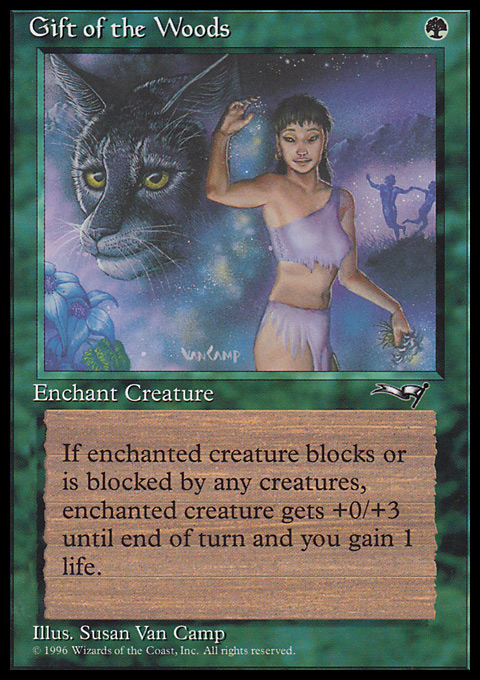 Gift of the Woods
VANCAMP
Enchant Creature
If enchanted creature blocks or
is blocked by any creatures,
enchanted creature gets +0/+3
until end of turn and you gain 1
life.
Illus. Susan Van Camp
© 1996 Wizards of the Coast, Inc. All rights reserved.